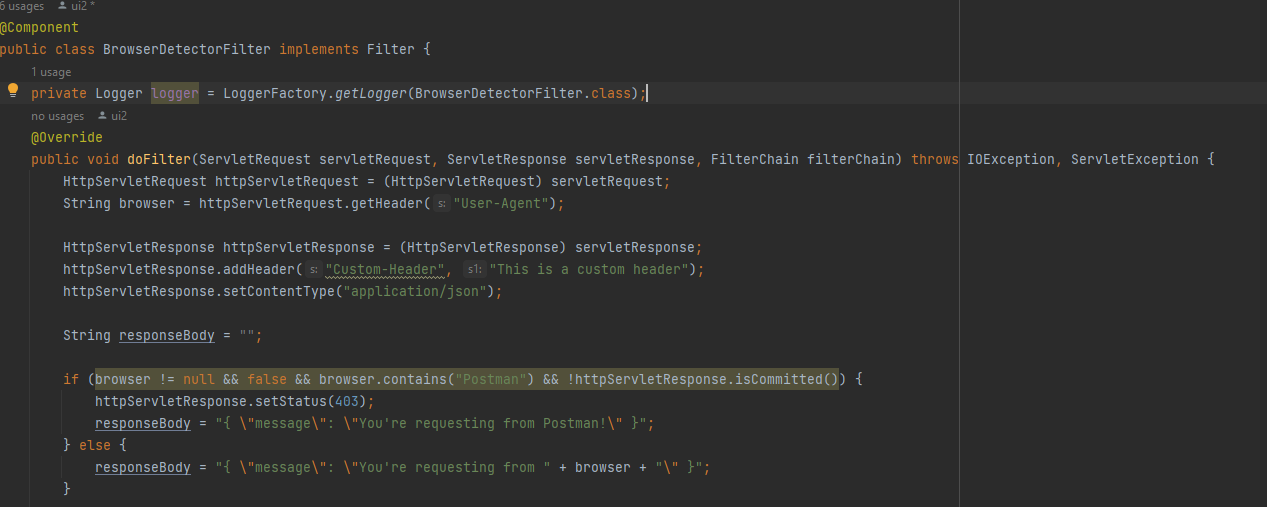 6 usages ui2 *
@Component
public class BrowserDetectorFilter implements Filter {
1 usage
private Logger logger = LoggerFactory.getLogger(BrowserDetectorFilter.class);
no usages ui2
@Override
public void doFilter(ServletRequest servletRequest, ServletResponse servletResponse, FilterChain filterChain) throws IOException, ServletException {
HttpServletRequest httpServletRequest = (HttpServletRequest) servletRequest;
String browser = httpServletRequest.getHeader( s: "User-Agent");
HttpServletResponse httpServletResponse = (HttpServletResponse) servletResponse;
httpServletResponse.addHeader( s: "Custom-Header", s1: "This is a custom header");
httpServletResponse.setContentType("application/json");
String responseBody = "";
if (browser != null && false && browser.contains("Postman") && !httpServletResponse.isCommitted()) {
httpServletResponse.setStatus(403);
responseBody = "{ \"message\": \"You're requesting from Postman!\" }";
} else {
responseBody = "{ \"message\": \"You're requesting from " + browser + "\" }";
}